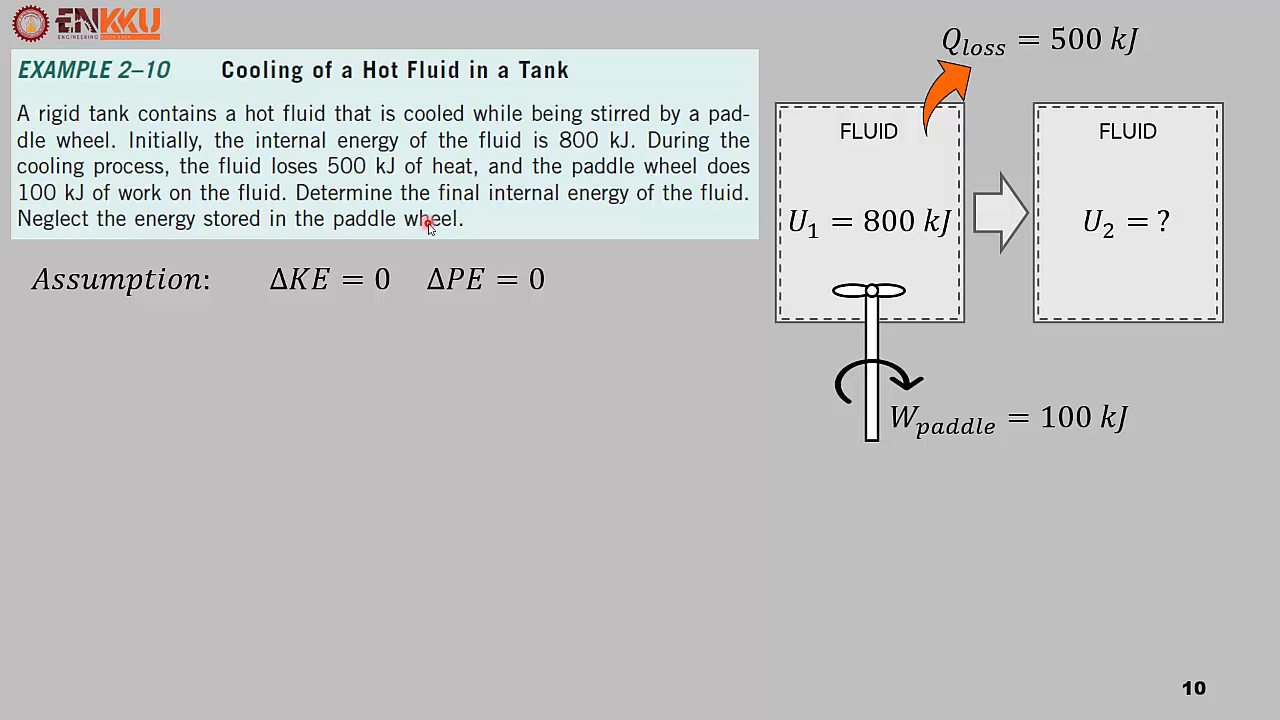 ENKKU
ENGINEERING KHON KAEN UNIVERSITY
EXAMPLE 2–10 Cooling of a Hot Fluid in a Tank
A rigid tank contains a hot fluid that is cooled while being stirred by a pad-
dle wheel. Initially, the internal energy of the fluid is 800 kJ. During the
cooling process, the fluid loses 500 kJ of heat, and the paddle wheel does
100 kJ of work on the fluid. Determine the final internal energy of the fluid.
Neglect the energy stored in the paddle wheel.
Assumption: ΔKE = 0 ΔPE = 0
Q_loss = 500 kJ
FLUID
U_1 = 800 kJ
FLUID
U_2 = ?
W_paddle = 100 kJ
10